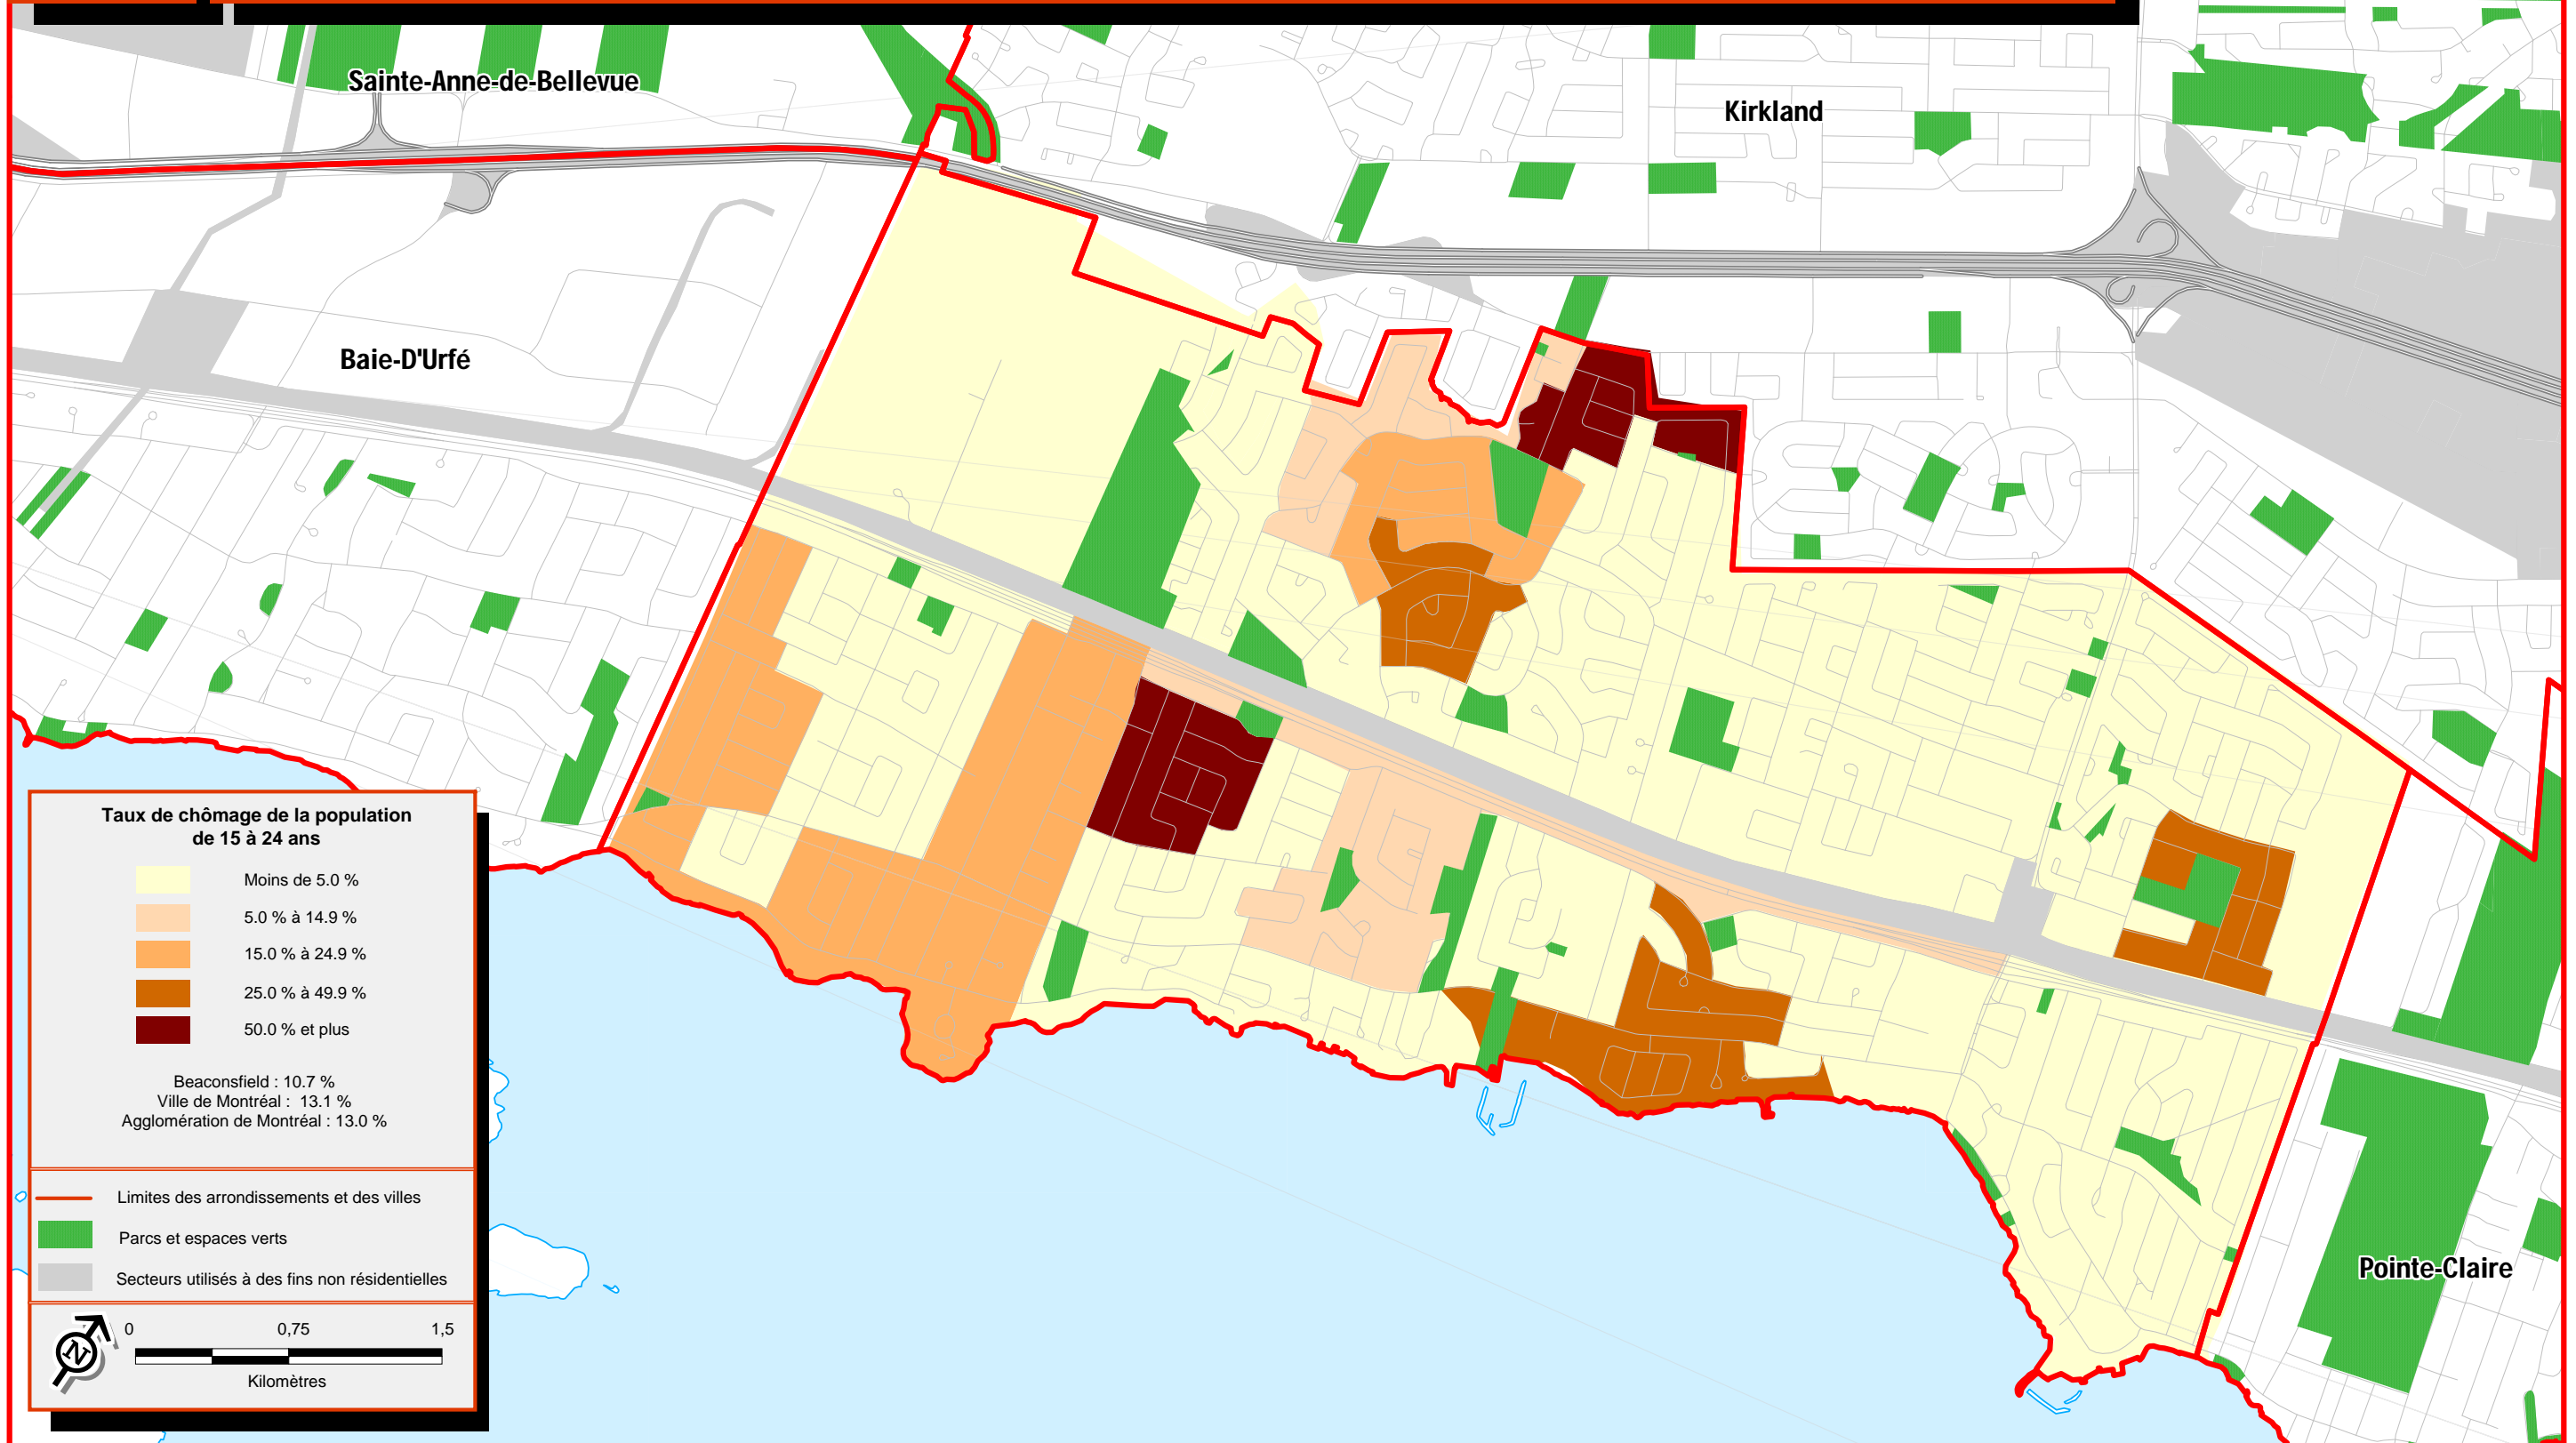 Sainte-Anne-de-Bellevue
Kirkland
Baie-D'Urfé
Pointe-Claire
Taux de chômage de la population
de 15 à 24 ans
Moins de 5.0 %
5.0 % à 14.9 %
15.0 % à 24.9 %
25.0 % à 49.9 %
50.0 % et plus
Beaconsfield : 10.7 %
Ville de Montréal : 13.1 %
Agglomération de Montréal : 13.0 %
Limites des arrondissements et des villes
Parcs et espaces verts
Secteurs utilisés à des fins non résidentielles
N
0 0,75 1,5
Kilomètres